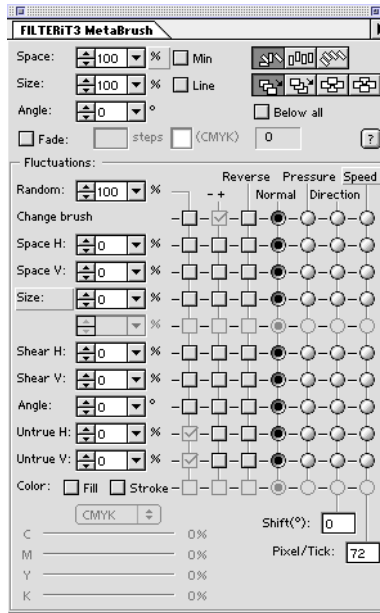 FILTERiT3 MetaBrush
Space: 100 % Min
Size: 100 % Line
Angle: 0 ° Below all
Fade: steps (CMYK) 0 ?
Fluctuations:
Reverse Pressure Speed
Random: 100 % - + Normal Direction
Change brush
Space H: 0 %
Space V: 0 %
Size: 0 %
%
Shear H: 0 %
Shear V: 0 %
Angle: 0 °
Untrue H: 0 %
Untrue V: 0 %
Color: Fill Stroke
CMYK
Shift(°): 0
C 0%
M 0% Pixel/Tick: 72
Y 0%
K 0%